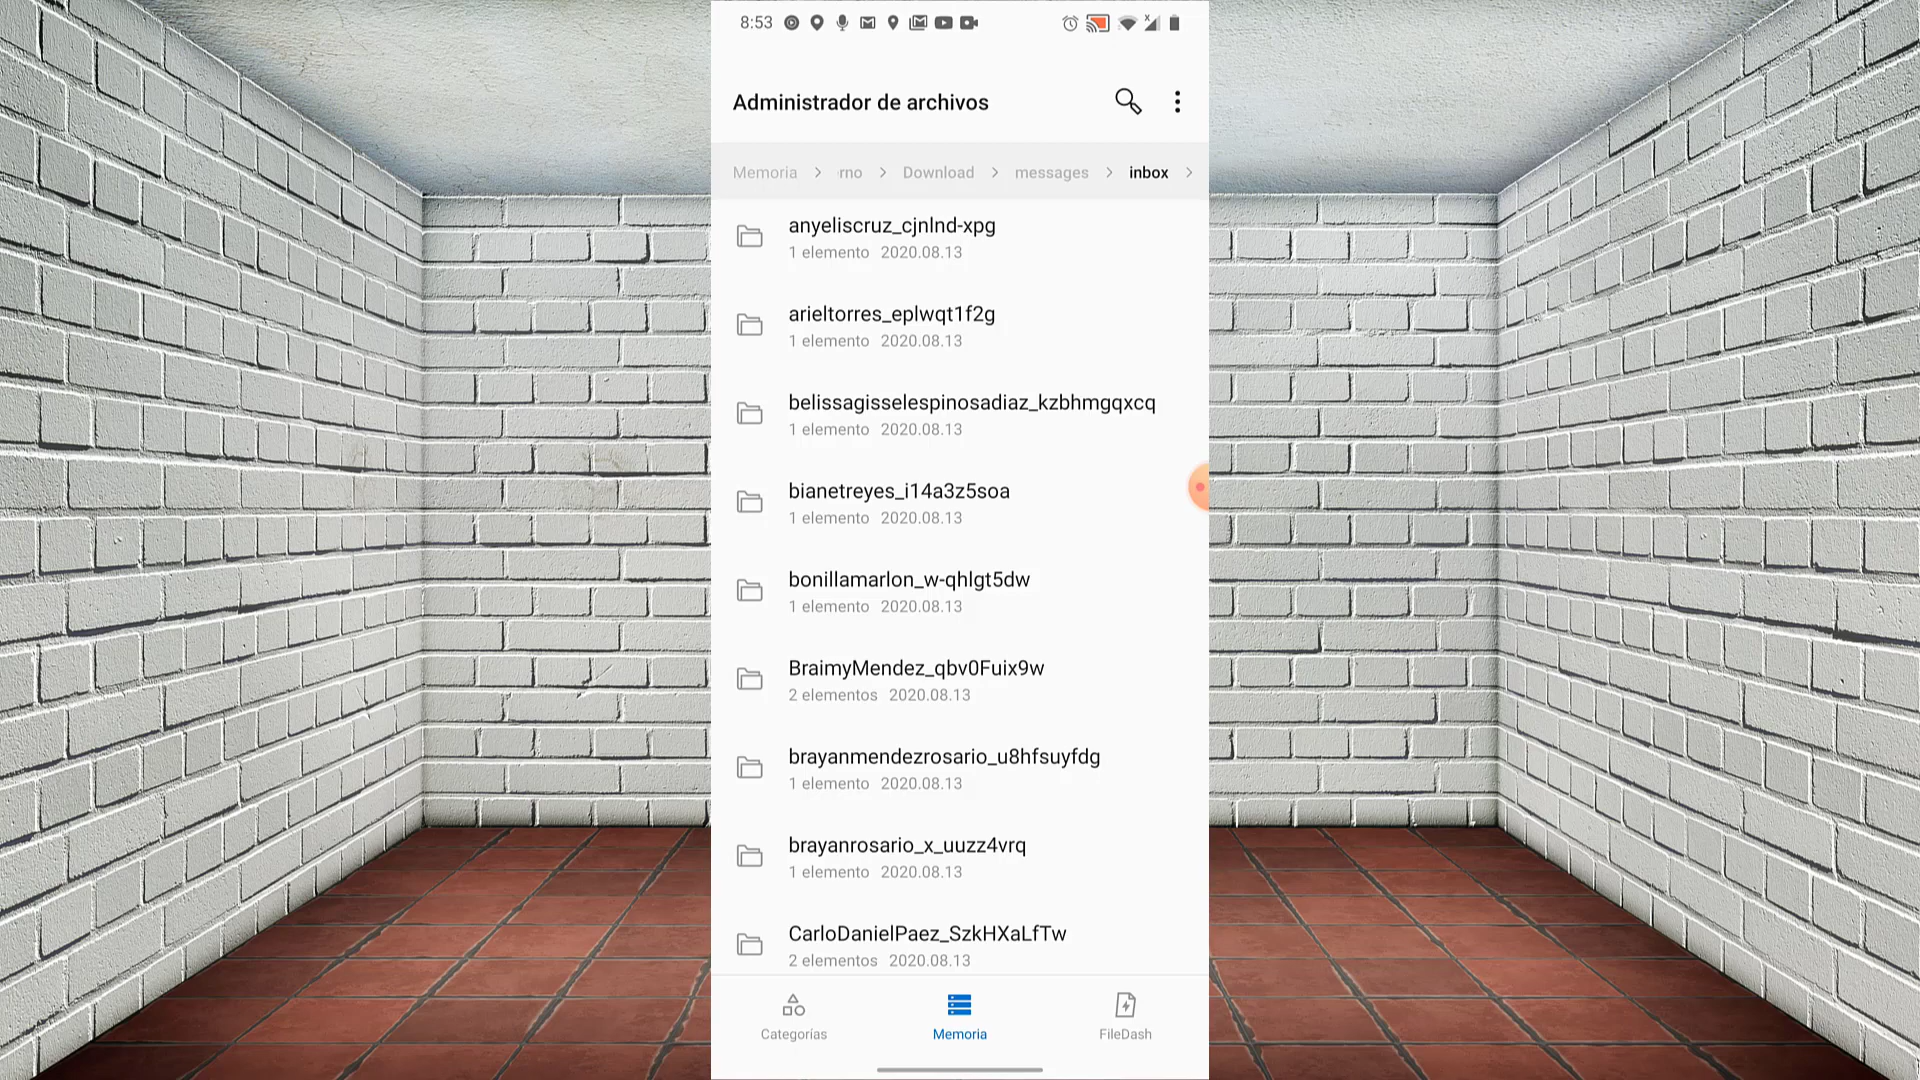 8:53
Administrador de archivos
Memoria > rno > Download > messages > inbox >
anyeliscruz_cjnlnd-xpg
1 elemento 2020.08.13
arieltorres_eplwqt1f2g
1 elemento 2020.08.13
belissagisselespinosadiaz_kzbhmgqxcq
1 elemento 2020.08.13
bianetreyes_i14a3z5soa
1 elemento 2020.08.13
bonillamarlon_w-qhlgt5dw
1 elemento 2020.08.13
BraimyMendez_qbv0Fuix9w
2 elementos 2020.08.13
brayanmendezrosario_u8hfsuyfdg
1 elemento 2020.08.13
brayanrosario_x_uuzz4vrq
1 elemento 2020.08.13
CarloDanielPaez_SzkHXaLfTw
2 elementos 2020.08.13
Categorías Memoria FileDash